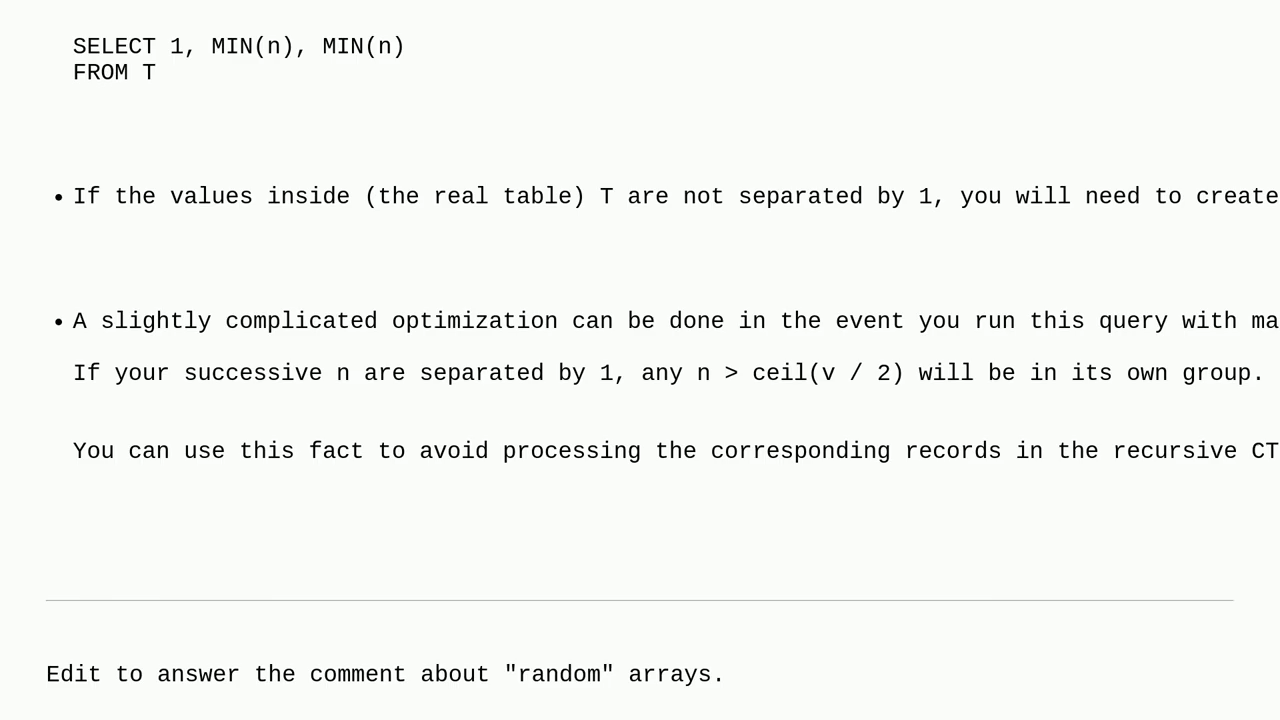 SELECT 1, MIN(n), MIN(n)
FROM T
• If the values inside (the real table) T are not separated by 1, you will need to create
• A slightly complicated optimization can be done in the event you run this query with ma
If your successive n are separated by 1, any n > ceil(v / 2) will be in its own group.
You can use this fact to avoid processing the corresponding records in the recursive CT
Edit to answer the comment about "random" arrays.